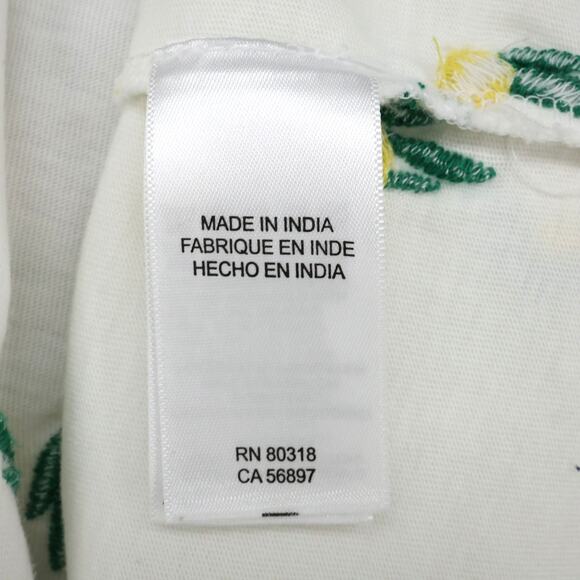 MADE IN INDIA
FABRIQUE EN INDE
HECHO EN INDIA
RN 80318
CA 56897